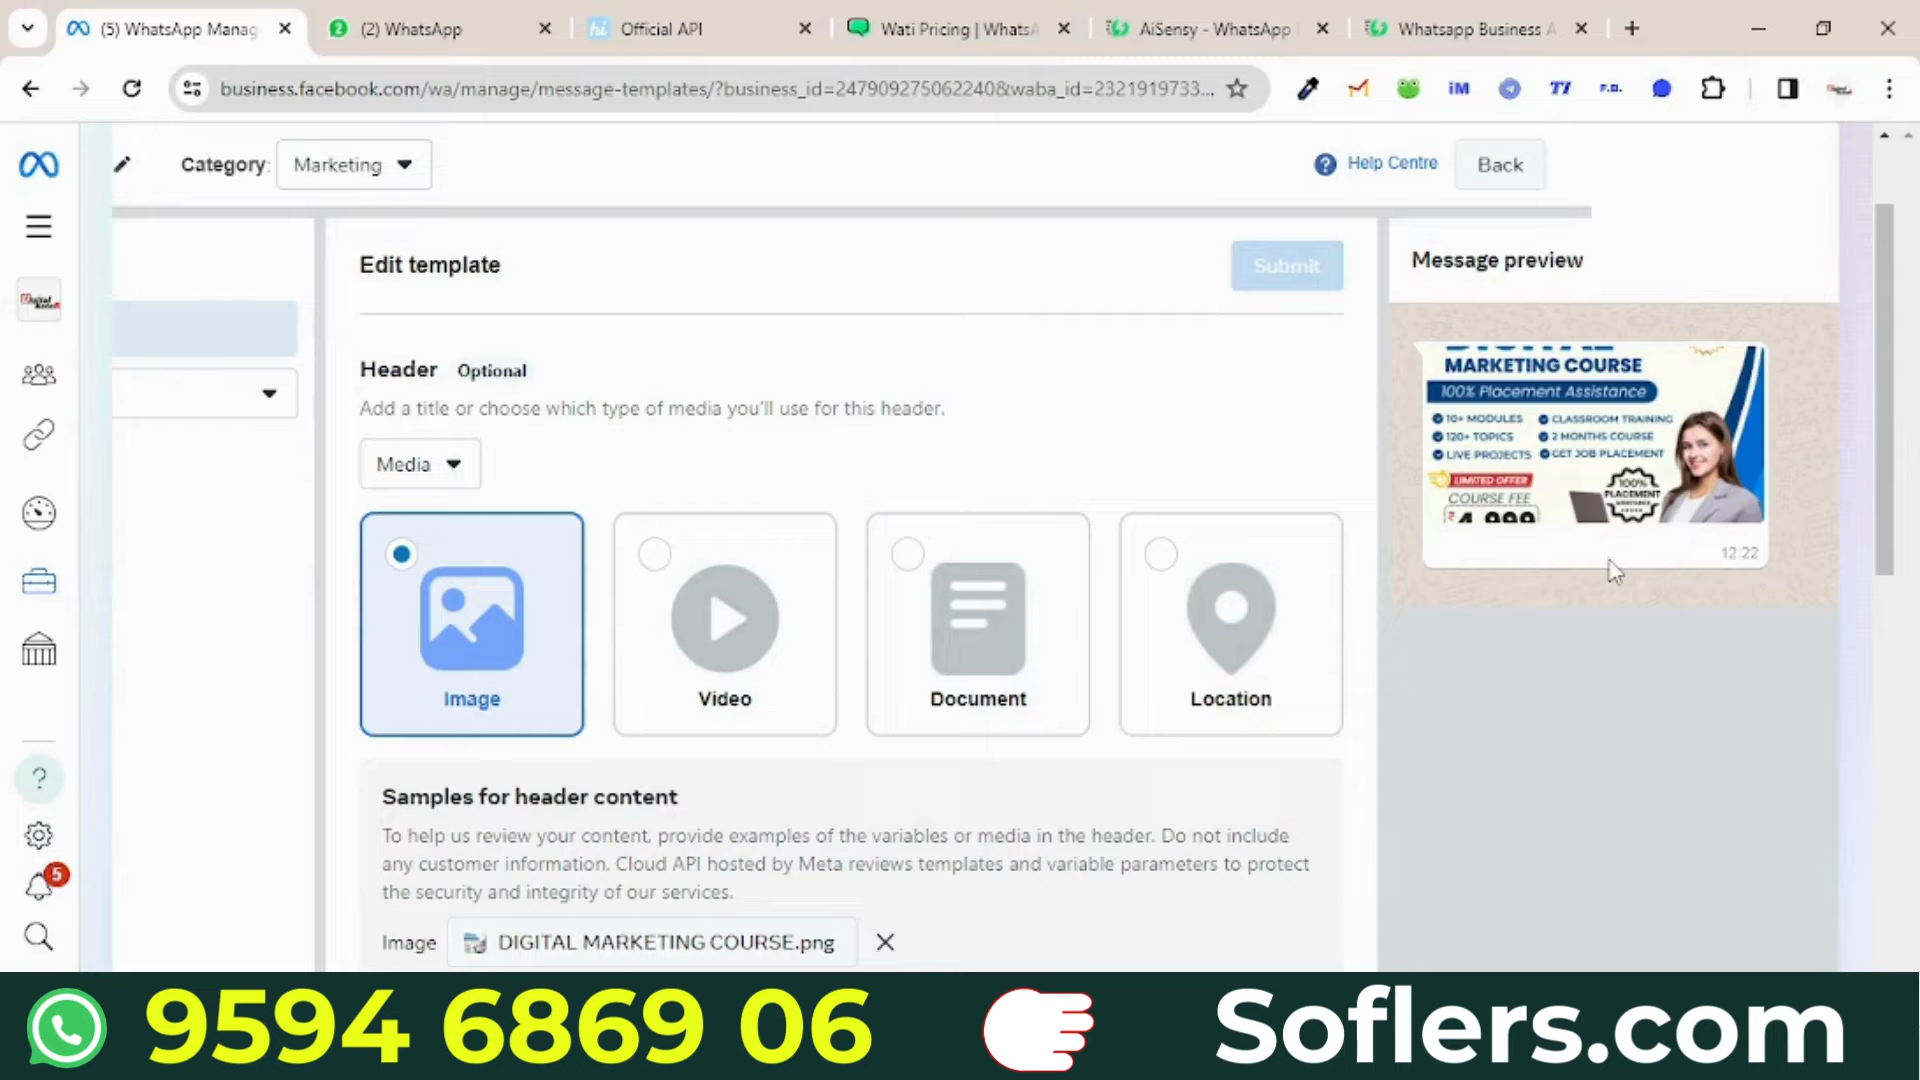 (5) WhatsApp Manag
(2) WhatsApp
Official API
Wati Pricing | WhatsA
AiSensy - WhatsApp
Whatsapp Business A
business.facebook.com/wa/manage/message-templates/?business_id=247909275062240&waba_id=2321919733...
iM
F.B.
Category:
Marketing
Help Centre
Back
Edit template
Submit
Message preview
Header Optional
Add a title or choose which type of media you'll use for this header.
Media
Image
Video
Document
Location
MARKETING COURSE
100% Placement Assistance
10+ MODULES
CLASSROOM TRAINING
120+ TOPICS
2 MONTHS COURSE
LIVE PROJECTS
GET JOB PLACEMENT
LIMITED OFFER
COURSE FEE
₹4,999
100%
PLACEMENT
12:22
Samples for header content
To help us review your content, provide examples of the variables or media in the header. Do not include
any customer information. Cloud API hosted by Meta reviews templates and variable parameters to protect
the security and integrity of our services.
Image
DIGITAL MARKETING COURSE.png
5
9594 6869 06
Soflers.com